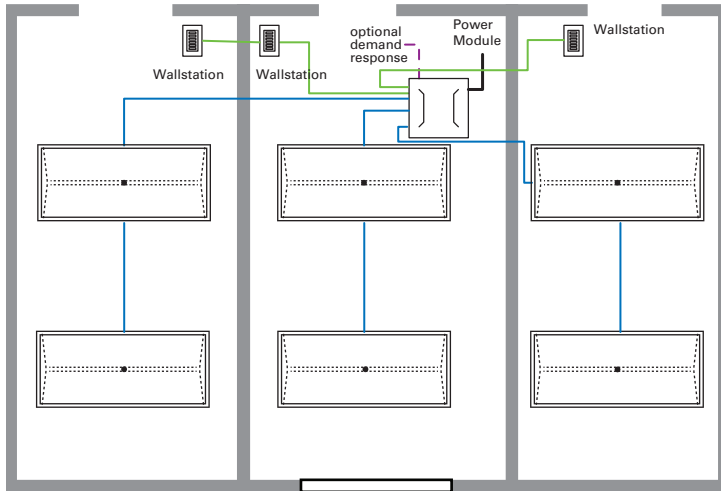 optional
demand
response
Power
Module
Wallstation
Wallstation
Wallstation